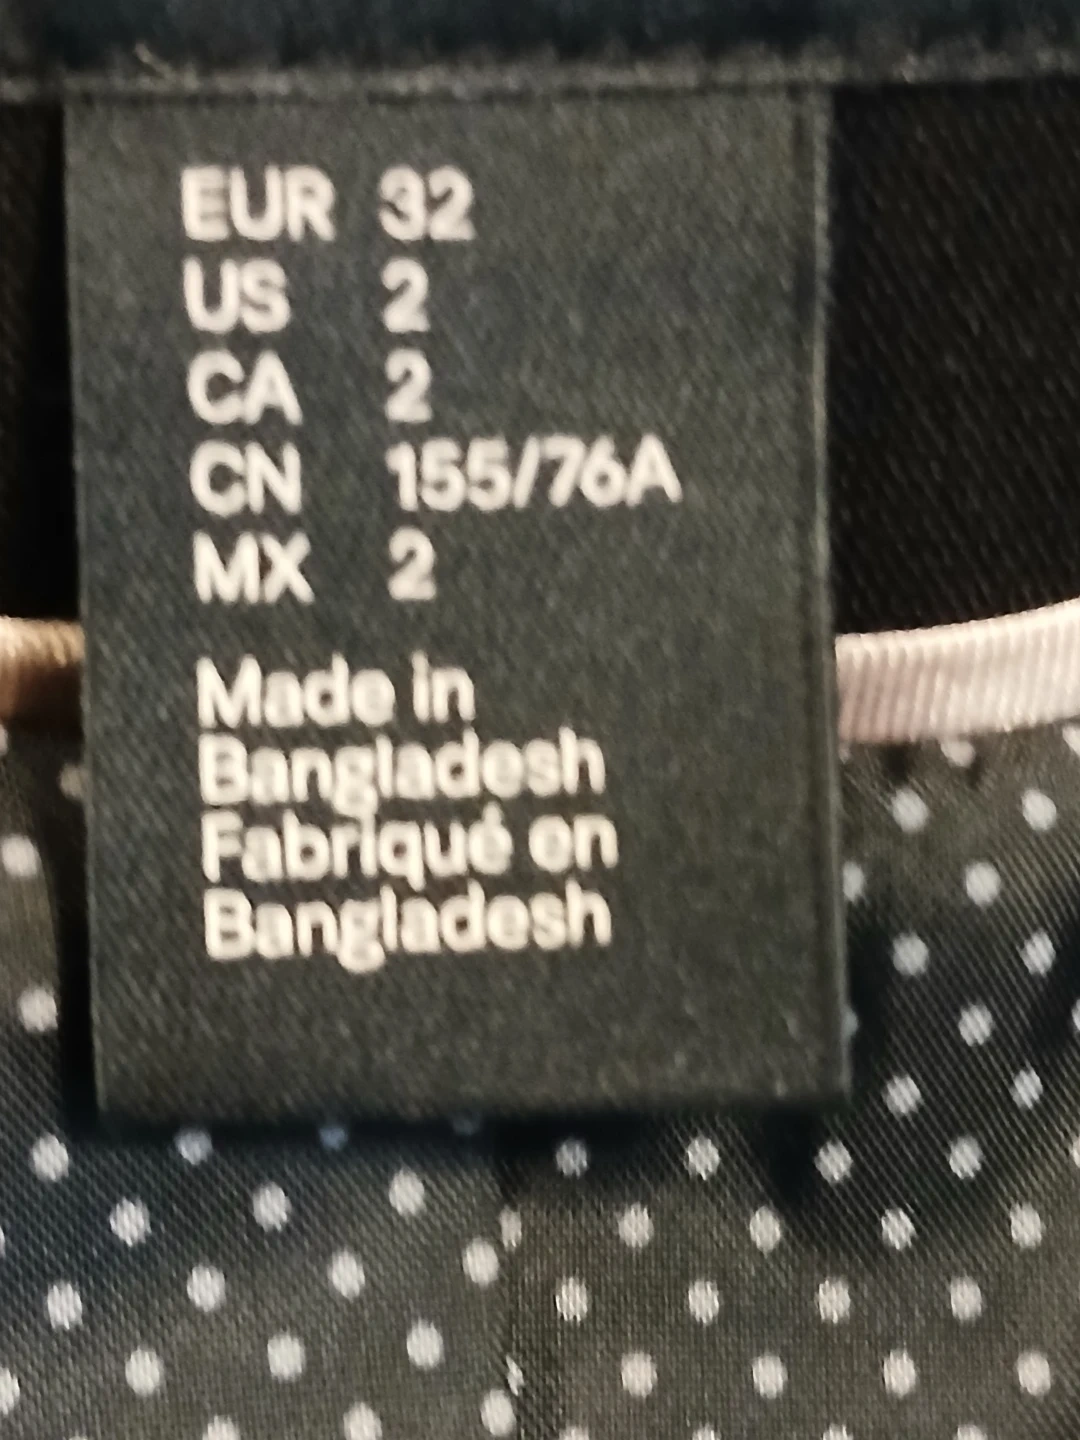 EUR 32
US 2
CA 2
CN 155/76A
MX 2
Made in
Bangladesh
Fabriqué en
Bangladesh